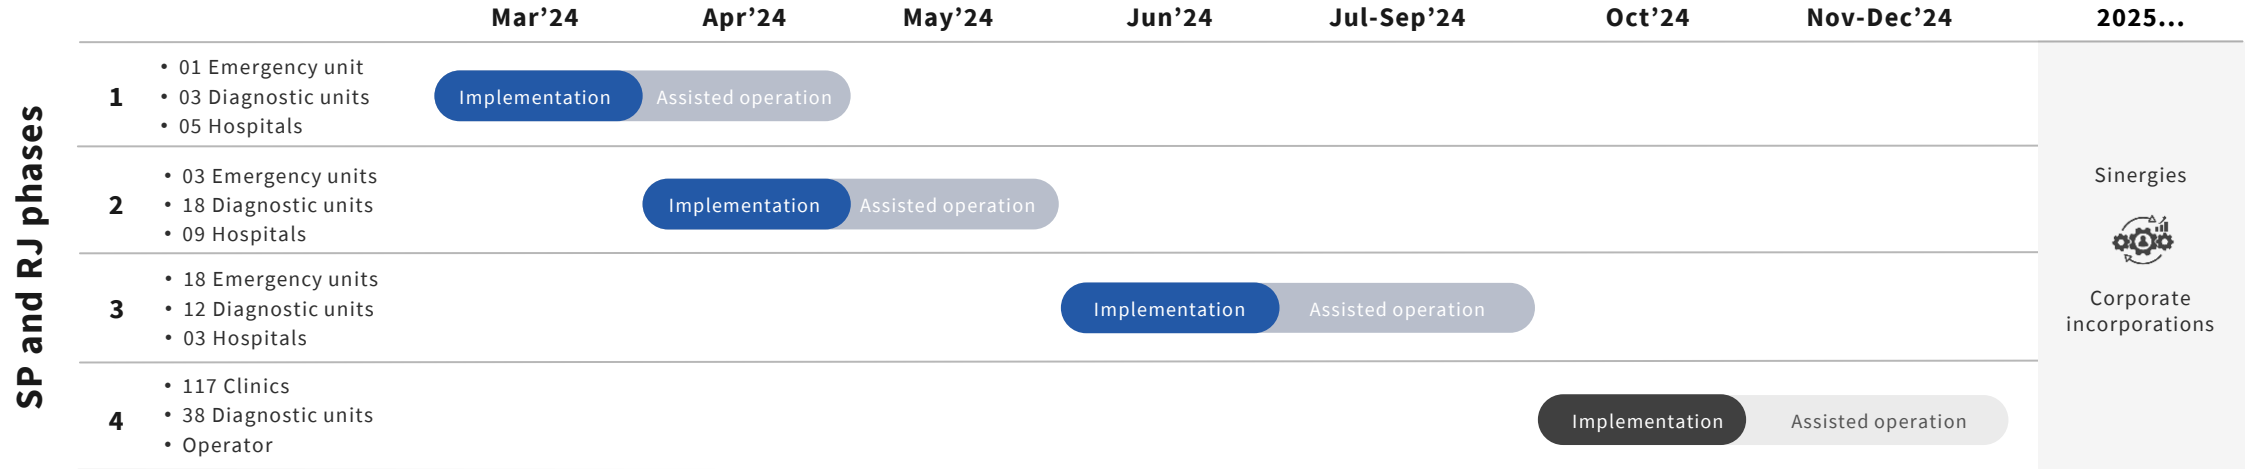 Mar’24 Apr’24 May’24 Jun’24 Jul-Sep’24 Oct’24 Nov-Dec’24 2025...
SP and RJ phases
1
• 01 Emergency unit
• 03 Diagnostic units
• 05 Hospitals
Implementation Assisted operation
2
• 03 Emergency units
• 18 Diagnostic units
• 09 Hospitals
Implementation Assisted operation
3
• 18 Emergency units
• 12 Diagnostic units
• 03 Hospitals
Implementation Assisted operation
4
• 117 Clinics
• 38 Diagnostic units
• Operator
Implementation Assisted operation
Sinergies
Corporate
incorporations